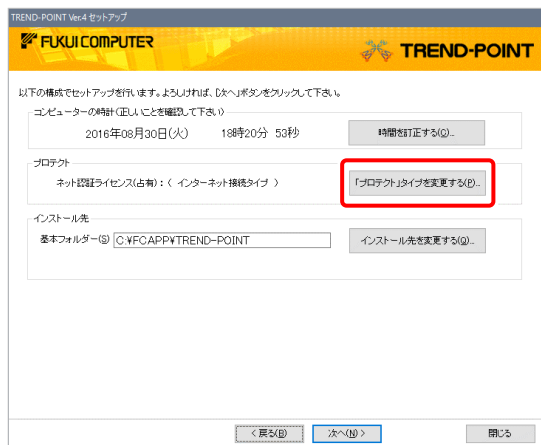 TREND-POINT Ver.4 セットアップ
FUKUI COMPUTER
TREND-POINT
以下の構成でセットアップを行います。よろしければ、[次へ]ボタンをクリックして下さい。
コンピューターの時計(正しいことを確認して下さい)
2016年08月30日(火) 18時20分 53秒 時間を訂正する(C)...
プロテクト
ネット認証ライセンス(占有):( インターネット接続タイプ ) 「プロテクト」タイプを変更する(P)...
インストール先
基本フォルダー(S) C:¥FCAPP¥TREND-POINT インストール先を変更する(O)...
< 戻る(B) 次へ(N) > 閉じる